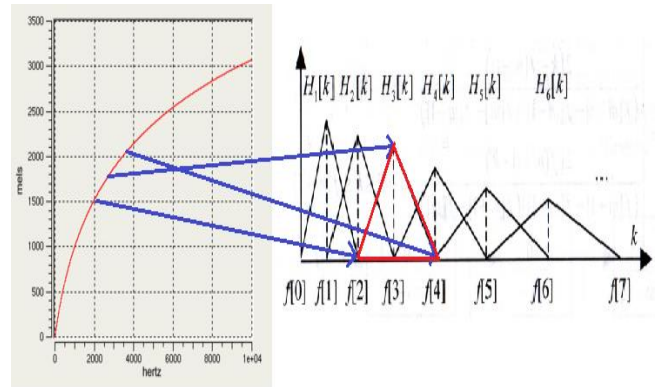 3500
3000
2500
2000
1500
1000
500
0
mels
0 2000 4000 6000 8000 1e+04
hertz
H₁[k] H₂[k] H₃[k] H₄[k] H₅[k] H₆[k]
...
k
f[0] f[1] f[2] f[3] f[4] f[5] f[6] f[7]